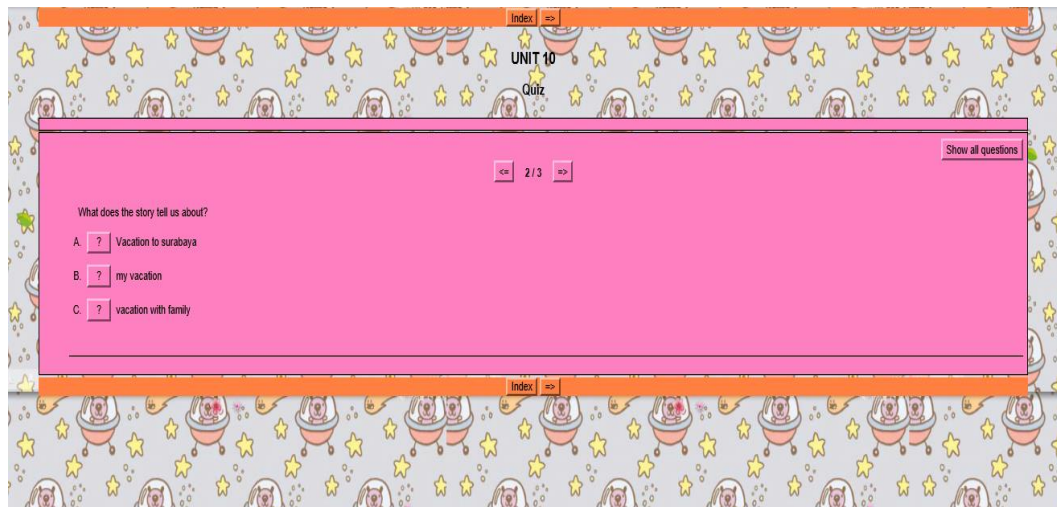 Index =>
UNIT 10
Quiz
Show all questions
<= 2 / 3 =>
What does the story tell us about?
A. ? Vacation to surabaya
B. ? my vacation
C. ? vacation with family
Index =>